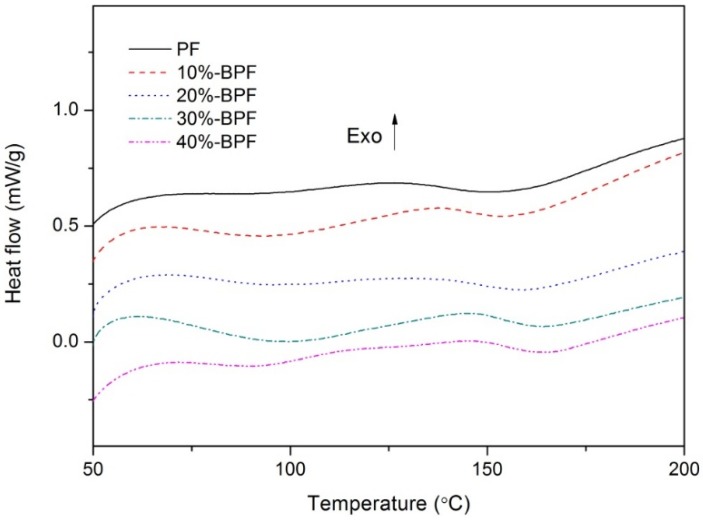 PF
10%-BPF
20%-BPF
30%-BPF
40%-BPF
Exo
1.0
0.5
0.0
Heat flow (mW/g)
50
100
150
200
Temperature (°C)